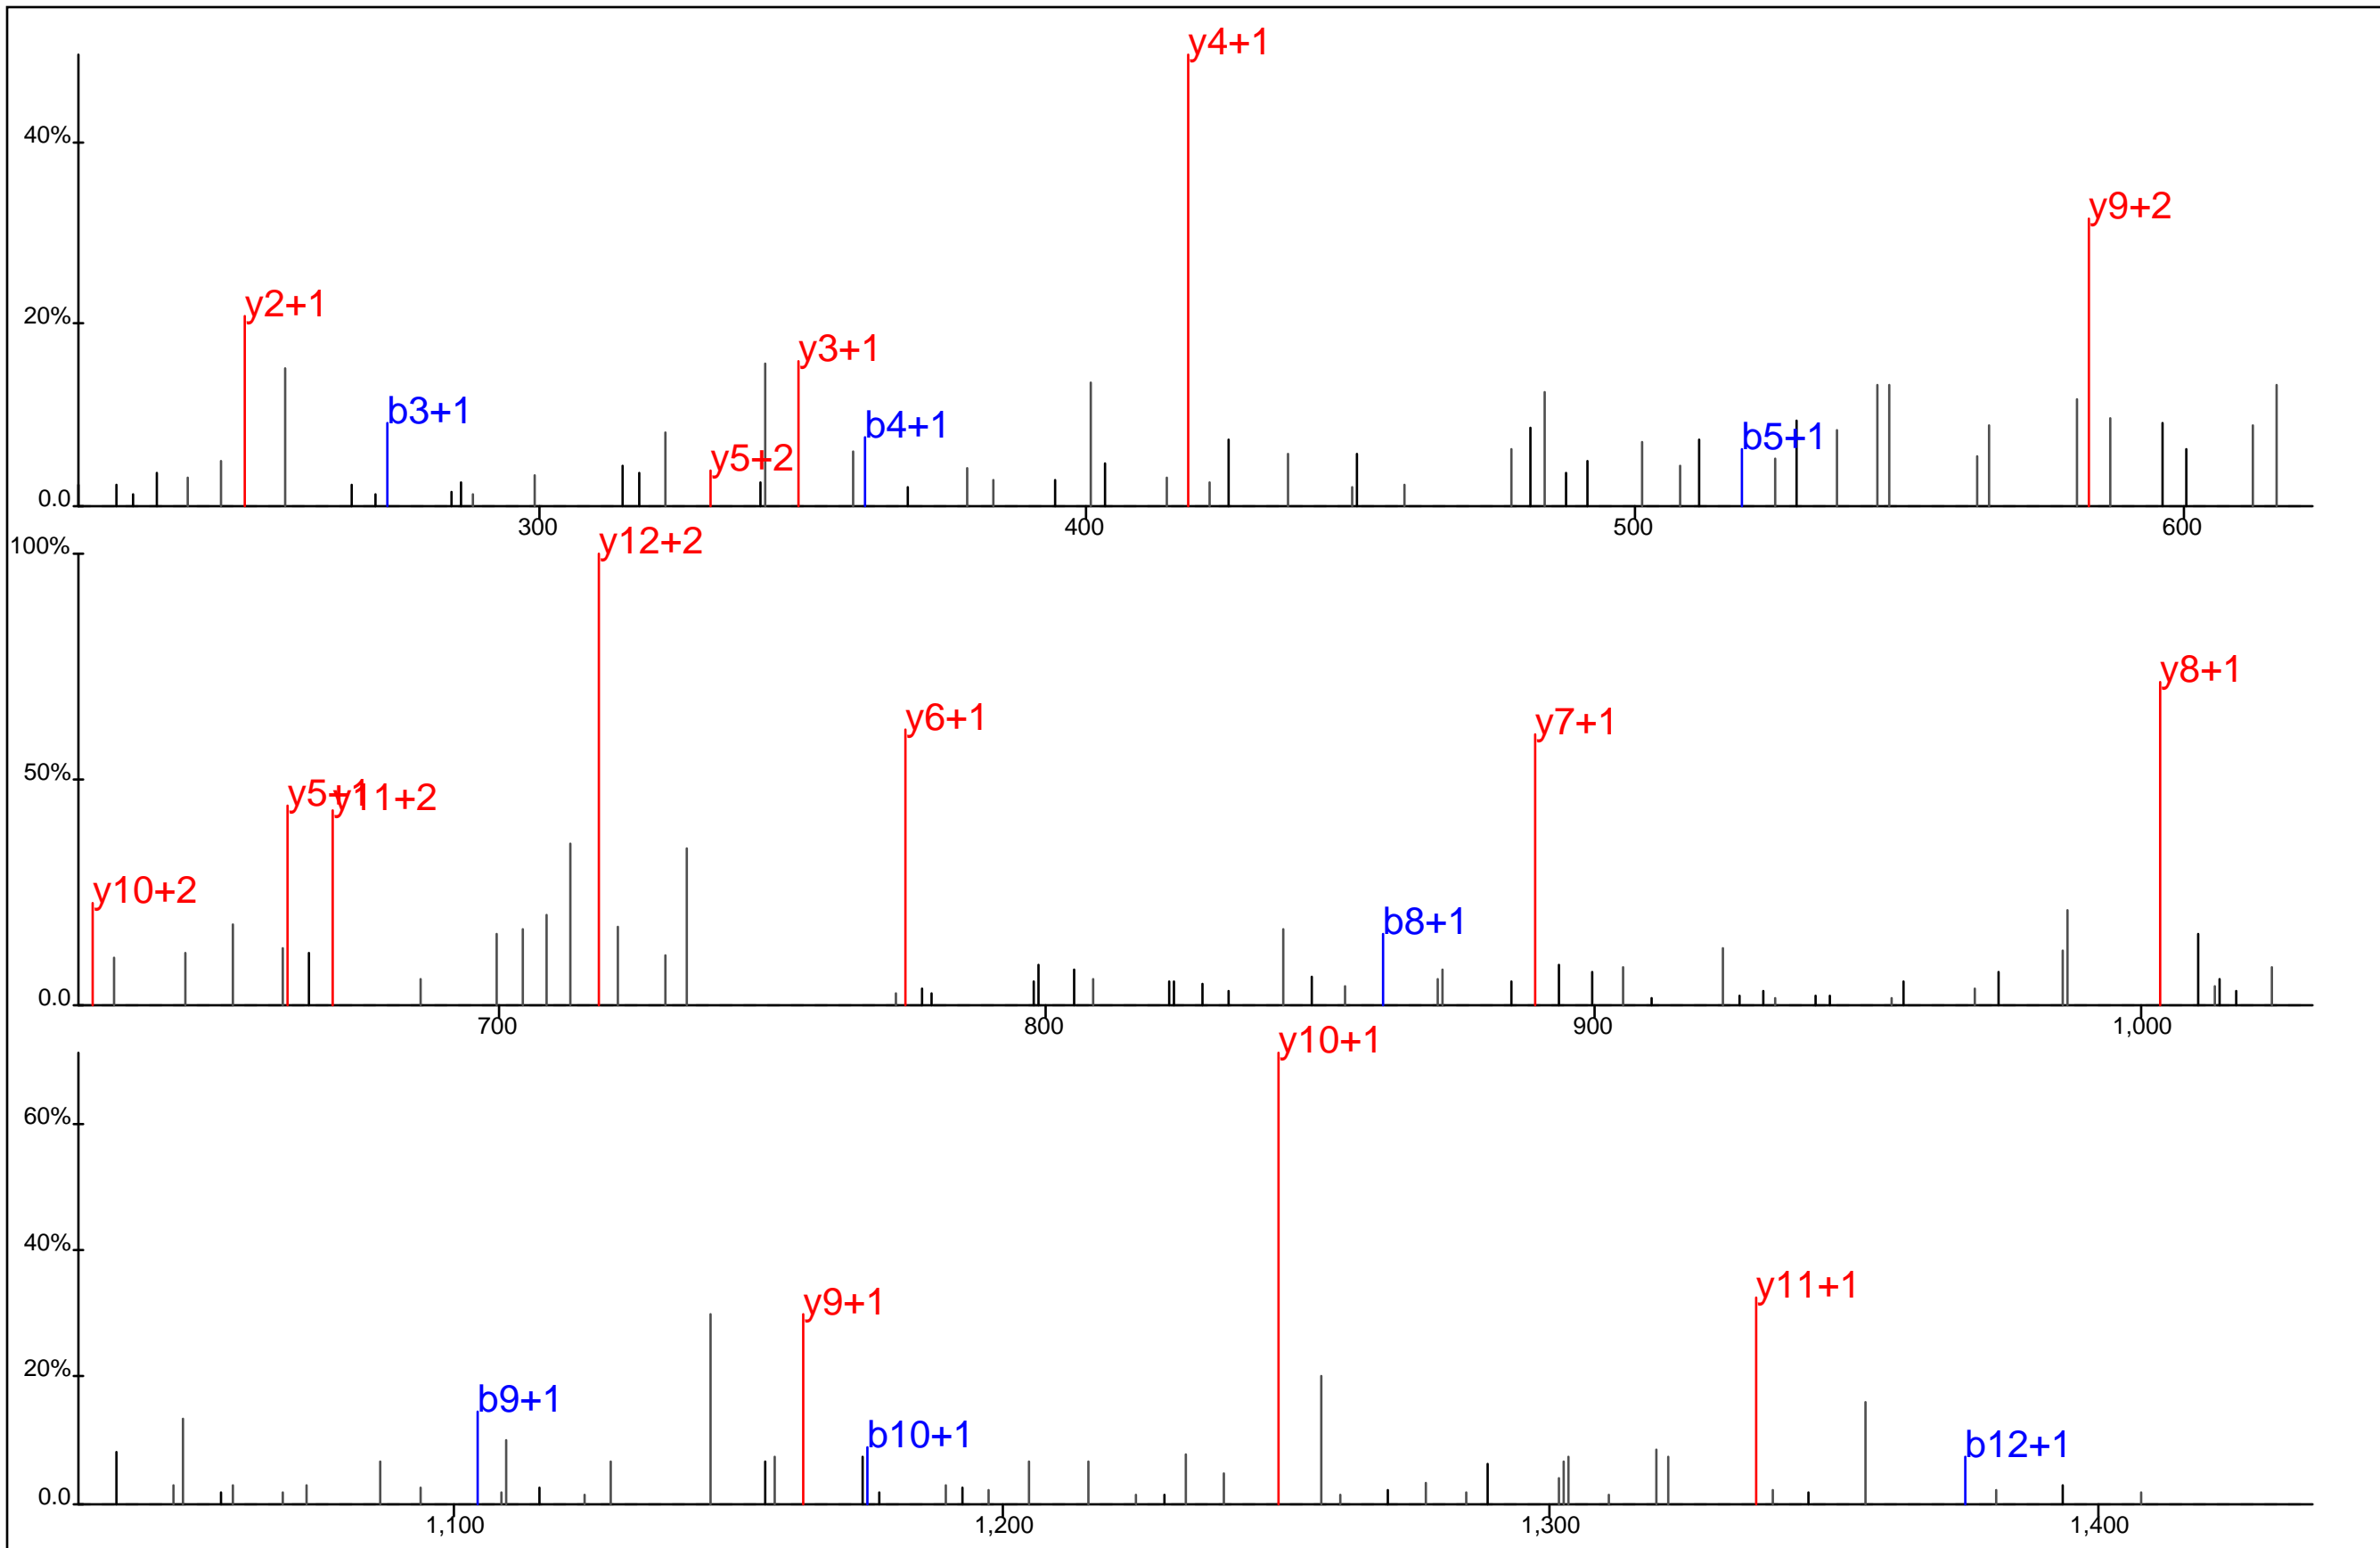 y4+1
40%
y9+2
y2+1
20%
y3+1
b3+1
b4+1
b5+1
y5+2
0.0
300
400
500
600
y12+2
100%
y8+1
y6+1
y7+1
50%
y5+1
y11+2
y10+2
b8+1
0.0
700
800
900
1,000
y10+1
60%
40%
y11+1
y9+1
20%
b9+1
b10+1
b12+1
0.0
1,100
1,200
1,300
1,400